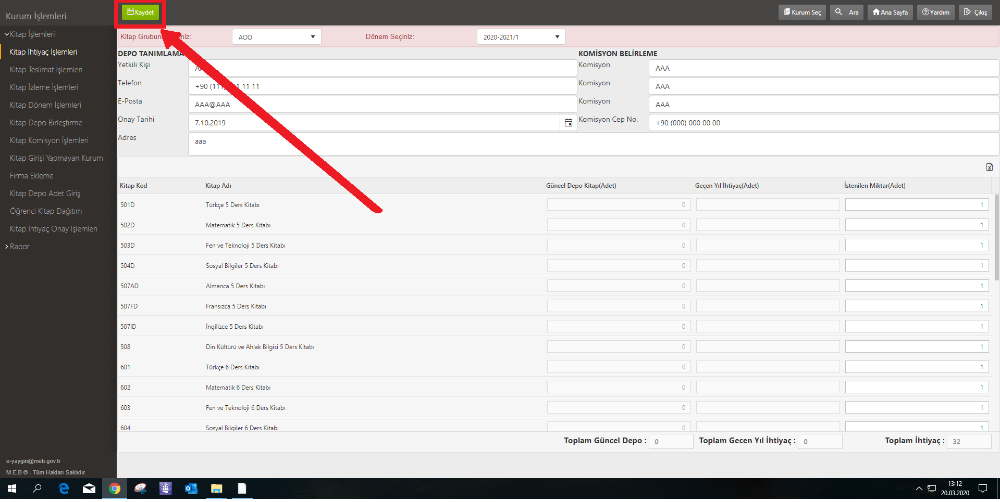 Kurum İşlemleri
Kaydet
Kurum Seç
Ara
Ana Sayfa
Yardım
Çıkış
Kitap İşlemleri
Kitap İhtiyaç İşlemleri
Kitap Teslimat İşlemleri
Kitap İzleme İşlemleri
Kitap Dönem İşlemleri
Kitap Depo Birleştirme
Kitap Komisyon İşlemleri
Kitap Girişi Yapmayan Kurum
Firma Ekleme
Kitap Depo Adet Giriş
Öğrenci Kitap Dağıtım
Kitap İhtiyaç Onay İşlemleri
Rapor
e-yaygin@meb.gov.tr
M.E.B © - Tüm Hakları Saklıdır.
Kitap AOO
Dönem Seçiniz: 2020-2021/1
DEPO TANIMLAMA
Yetkili Kişi
Telefon +90 11 11
E-Posta AAA@AAA
Onay Tarihi 7.10.2019
Adres aaa
KOMİSYON BELİRLEME
Komisyon AAA
Komisyon AAA
Komisyon AAA
Komisyon Cep No. +90 (000) 000 00 00
Kitap Kod Kitap Adı Güncel Depo Kitap(Adet) Geçen Yıl İhtiyaç(Adet) İstenilen Miktar(Adet)
501D Türkçe 5 Ders Kitabı 0 1
502D Matematik 5 Ders Kitabı 0 1
503D Fen ve Teknoloji 5 Ders Kitabı 0 1
504D Sosyal Bilgiler 5 Ders Kitabı 0 1
507AD Almanca 5 Ders Kitabı 0 1
507FD Fransızca 5 Ders Kitabı 0 1
507ID İngilizce 5 Ders Kitabı 0 1
508 Din Kültürü ve Ahlak Bilgisi 5 Ders Kitabı 0 1
601 Türkçe 6 Ders Kitabı 0 1
602 Matematik 6 Ders Kitabı 0 1
603 Fen ve Teknoloji 6 Ders Kitabı 0 1
604 Sosyal Bilgiler 6 Ders Kitabı 0 1
Toplam Güncel Depo : 0 Toplam Gecen Yıl İhtiyaç : 0 Toplam İhtiyaç : 32
13:12
20.03.2020